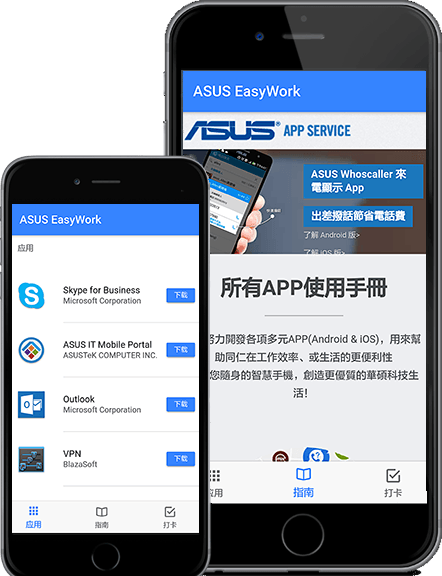 ASUS EasyWork
ASUS® APP SERVICE
ASUS Whoscaller 來
電顯示 App
出差撥話節省電話費
了解 Android 版>
了解 iOS 版>
所有APP使用手冊
努力開發各項多元APP(Android & iOS)，用來幫
助同仁在工作效率、或生活的更便利性
您隨身的智慧手機，創造更優質的華碩科技生
活！
应用
指南
打卡
ASUS EasyWork
应用
Skype for Business
Microsoft Corporation
下载
ASUS IT Mobile Portal
ASUSTeK COMPUTER INC.
下载
Outlook
Microsoft Corporation
下载
VPN
BlazaSoft
下载
应用
指南
打卡